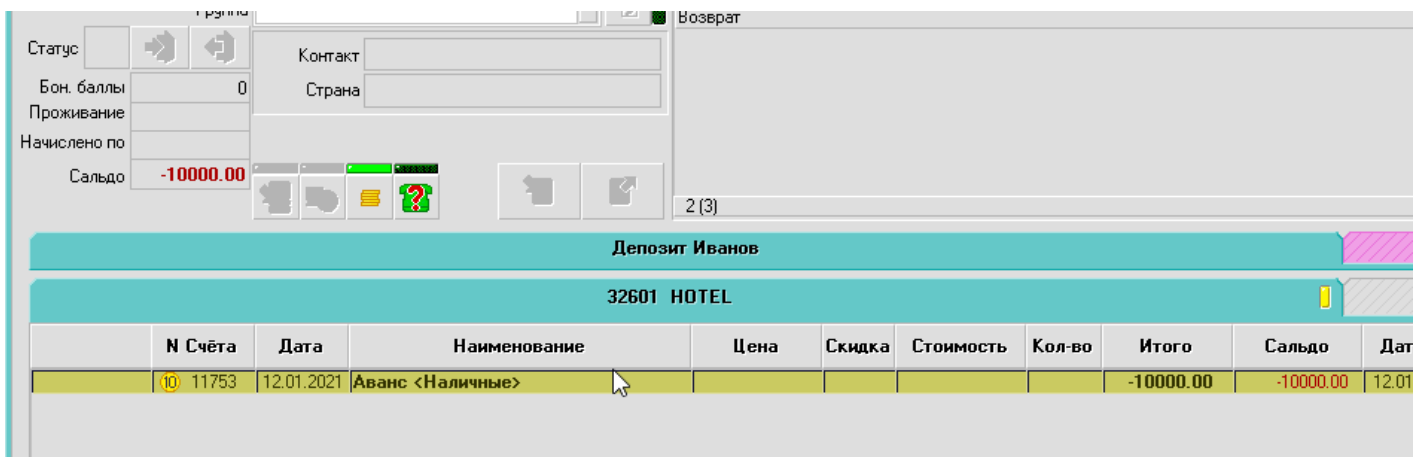 Группа
Возврат
Статус
Контакт
Бон. баллы 0
Страна
Проживание
Начислено по
Сальдо -10000.00
2 (3)
Депозит Иванов
32601 HOTEL
N Счёта Дата Наименование Цена Скидка Стоимость Кол-во Итого Сальдо Дат
10 11753 12.01.2021 Аванс <Наличные> -10000.00 -10000.00 12.01